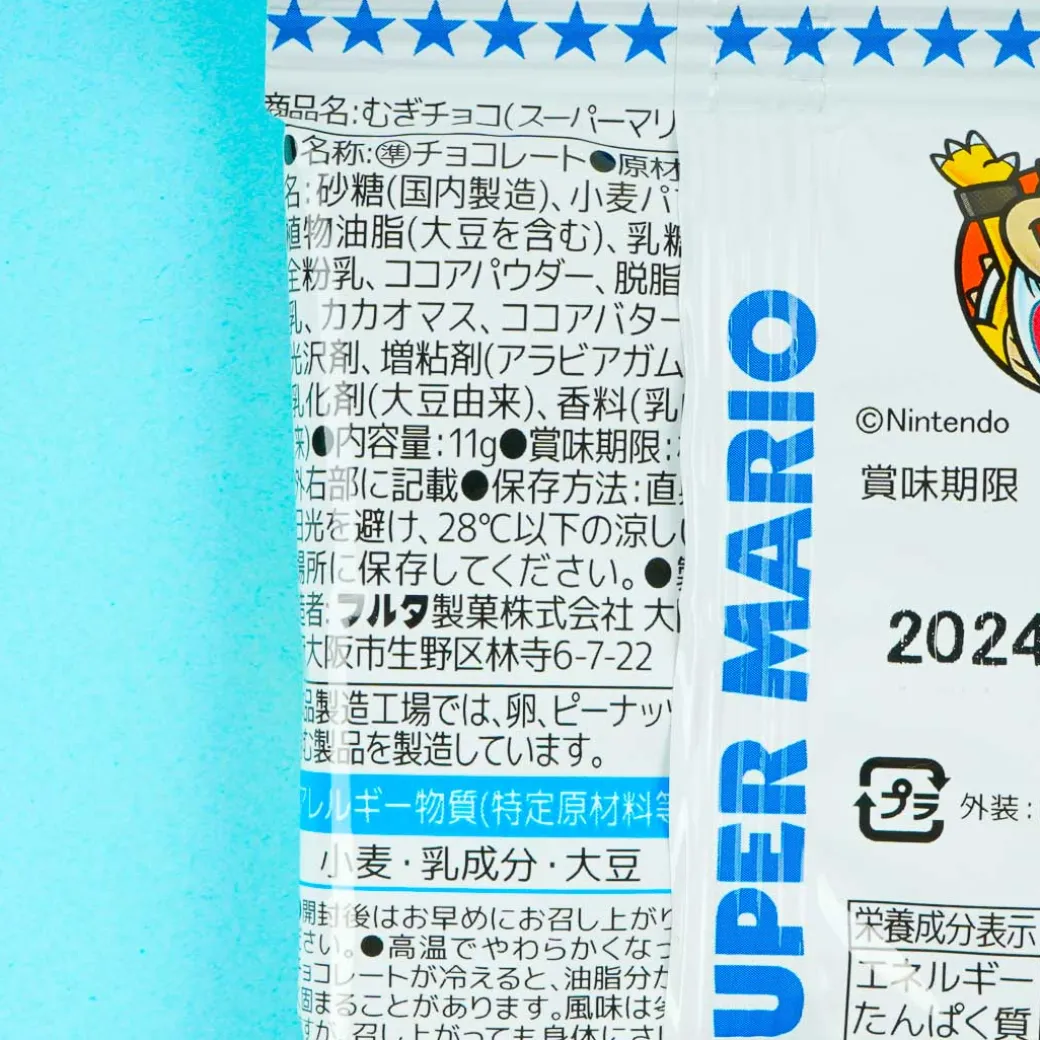 商品名:むぎチョコ(スーパーマリ
●名称:準チョコレート●原材
名:砂糖(国内製造)、小麦パフ
植物油脂(大豆を含む)、乳糖
全粉乳、ココアパウダー、脱脂
乳、カカオマス、ココアバター
光沢剤、増粘剤(アラビアガム
乳化剤(大豆由来)、香料(乳
来)●内容量:11g●賞味期限:
外右部に記載●保存方法:直
日光を避け、28℃以下の涼し
場所に保存してください。●
造者:フルタ製菓株式会社 大
大阪市生野区林寺6-7-22
品製造工場では、卵、ピーナッツ
む製品を製造しています。
アレルギー物質(特定原材料等
小麦・乳成分・大豆
開封後はお早めにお召し上がり
さい。●高温でやわらかくなっ
ョコレートが冷えると、油脂分が
固まることがあります。風味は多
すが、召し上がっても身体にさし
UPER MARIO
©Nintendo
賞味期限
2024
プラ
外装:
栄養成分表示
エネルギー
たんぱく質